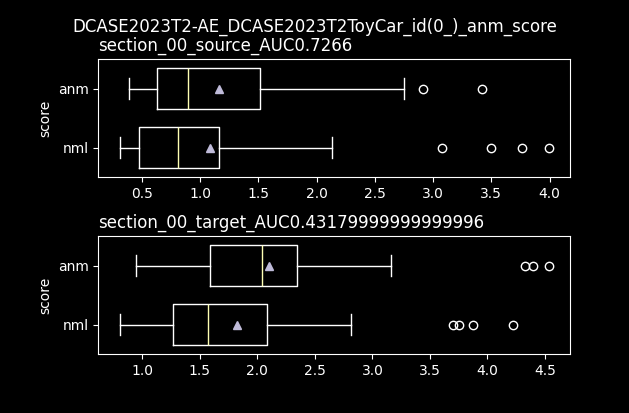 DCASE2023T2-AE_DCASE2023T2ToyCar_id(0_)_anm_score
section_00_source_AUC0.7266
anm
nml
score
0.5 1.0 1.5 2.0 2.5 3.0 3.5 4.0
section_00_target_AUC0.43179999999999996
anm
nml
score
1.0 1.5 2.0 2.5 3.0 3.5 4.0 4.5